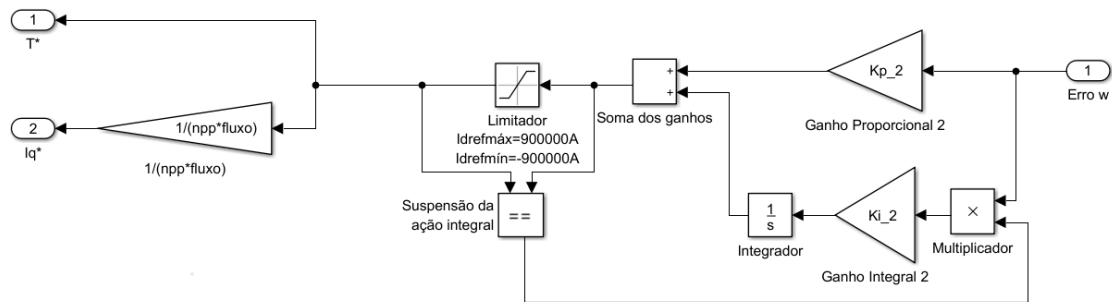 1
T*
1/(npp*fluxo)
2
Iq*
1/(npp*fluxo)
Limitador
Idrefmáx=900000A
Idrefmín=-900000A
+
+
Soma dos ganhos
Kp_2
Ganho Proporcional 2
1
Erro w
Suspensão da
ação integral
==
1
s
Integrador
Ki_2
Ganho Integral 2
×
Multiplicador